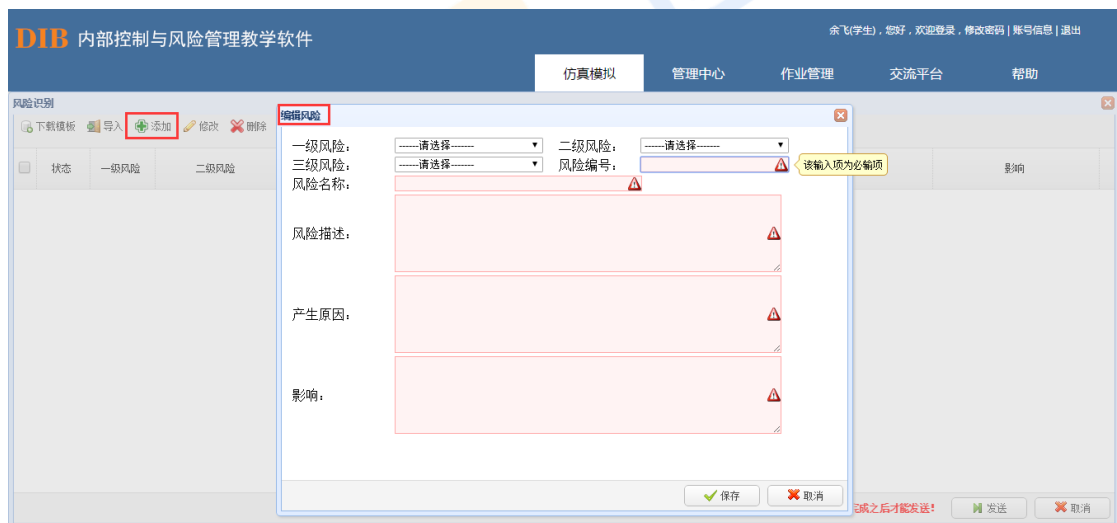 DIB 内部控制与风险管理教学软件
余飞(学生)，您好，欢迎登录，修改密码 | 账号信息 | 退出
仿真模拟 管理中心 作业管理 交流平台 帮助
风险识别
下载模板 导入 添加 修改 删除
状态 一级风险 二级风险 影响
编辑风险
一级风险： ------请选择------- 二级风险： ------请选择-------
三级风险： ------请选择------- 风险编号： 该输入项为必输项
风险名称：
风险描述：
产生原因：
影响：
保存 取消
完成之后才能发送! 发送 取消